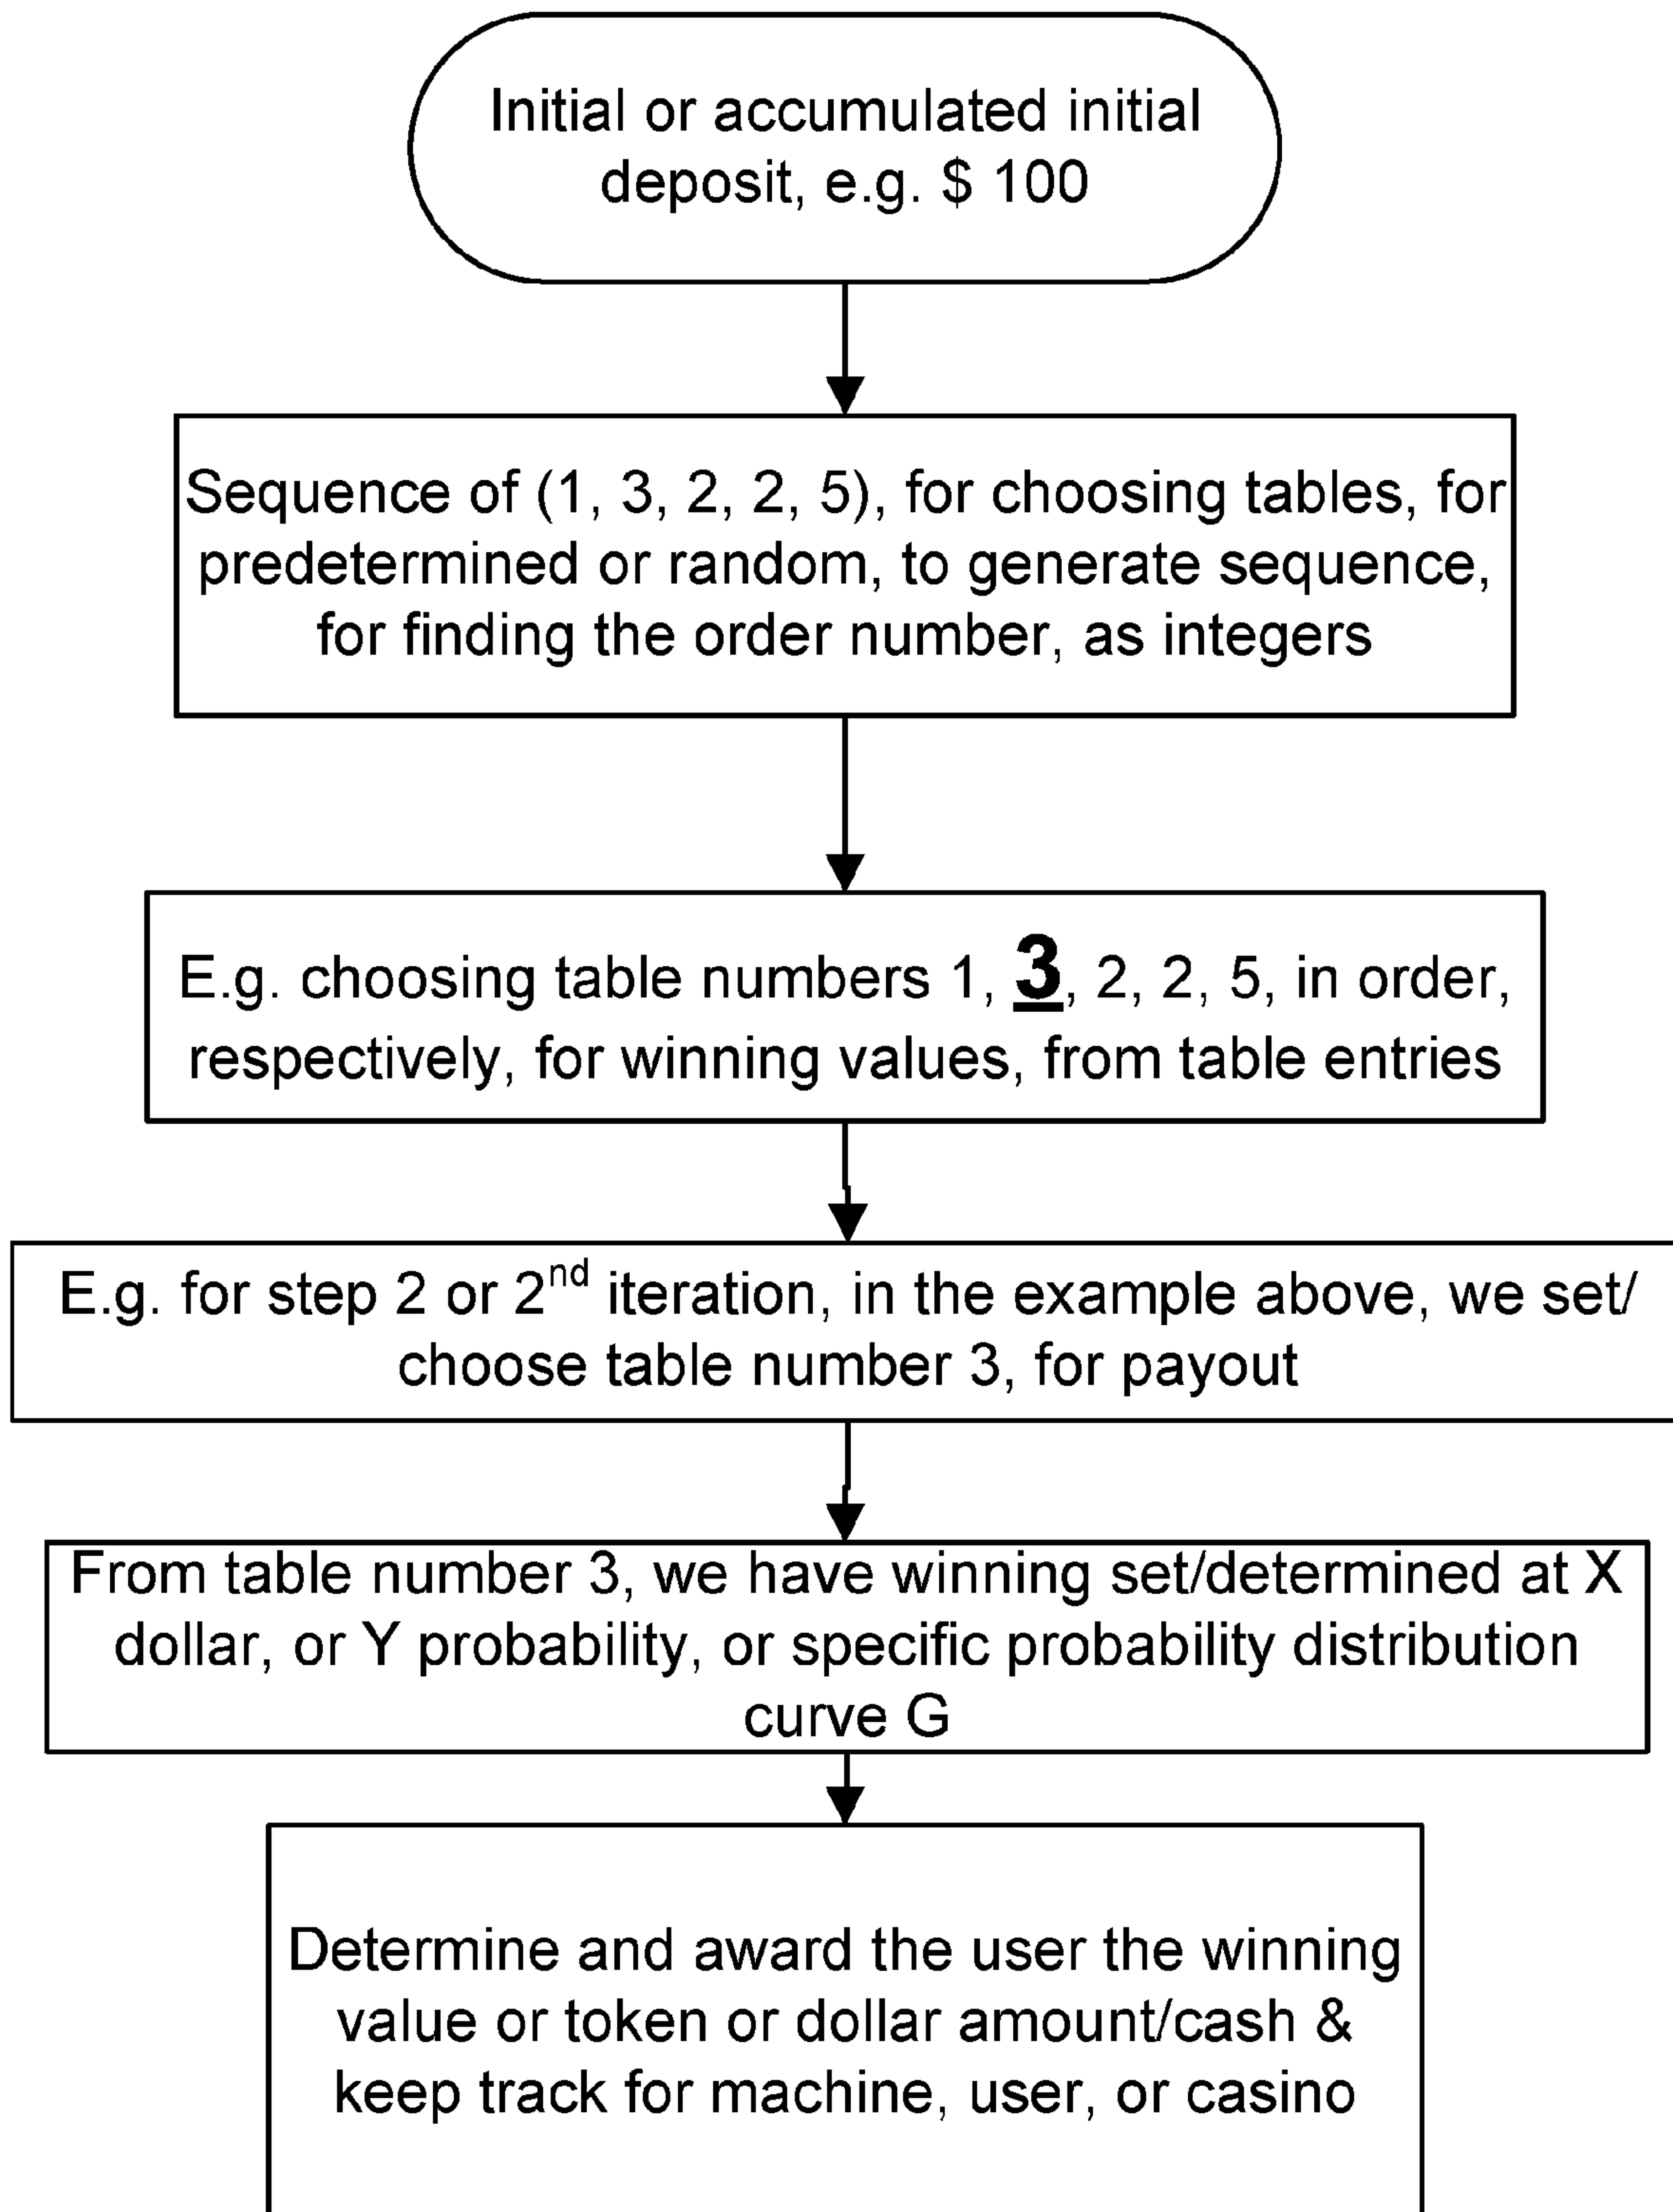 Initial or accumulated initial
deposit, e.g. $ 100
Sequence of (1, 3, 2, 2, 5), for choosing tables, for
predetermined or random, to generate sequence,
for finding the order number, as integers
E.g. choosing table numbers 1, 3, 2, 2, 5, in order,
respectively, for winning values, from table entries
E.g. for step 2 or 2nd iteration, in the example above, we set/
choose table number 3, for payout
From table number 3, we have winning set/determined at X
dollar, or Y probability, or specific probability distribution
curve G
Determine and award the user the winning
value or token or dollar amount/cash &
keep track for machine, user, or casino